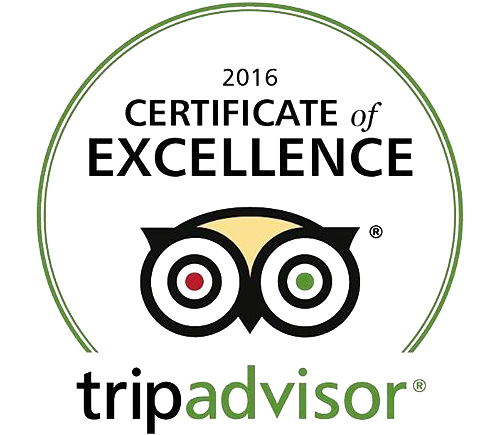 2016
CERTIFICATE of
EXCELLENCE
®
tripadvisor®